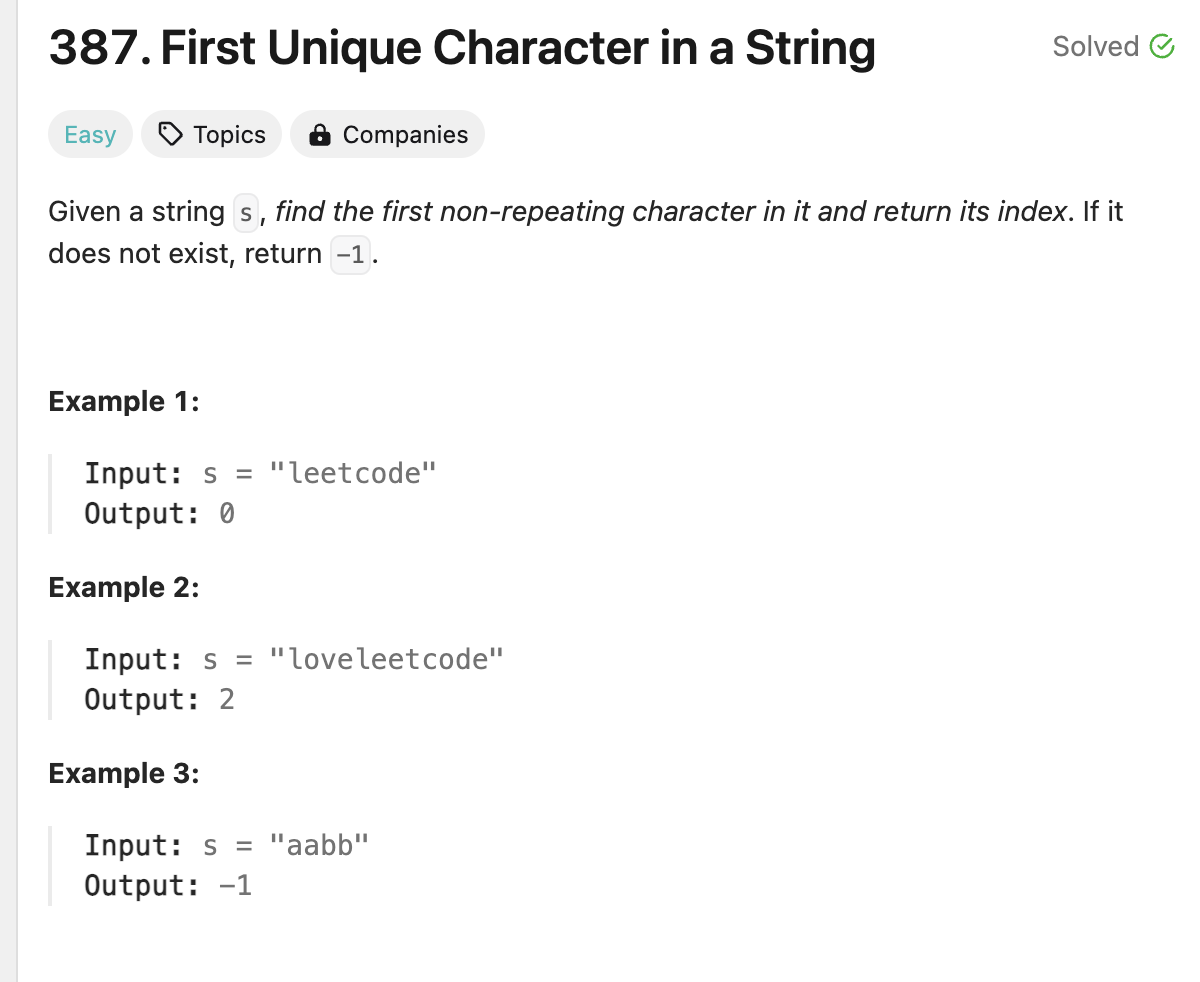 387. First Unique Character in a String
Solved
Easy
Topics
Companies
Given a string s, find the first non-repeating character in it and return its index. If it
does not exist, return -1.
Example 1:
Input: s = "leetcode"
Output: 0
Example 2:
Input: s = "loveleetcode"
Output: 2
Example 3:
Input: s = "aabb"
Output: -1